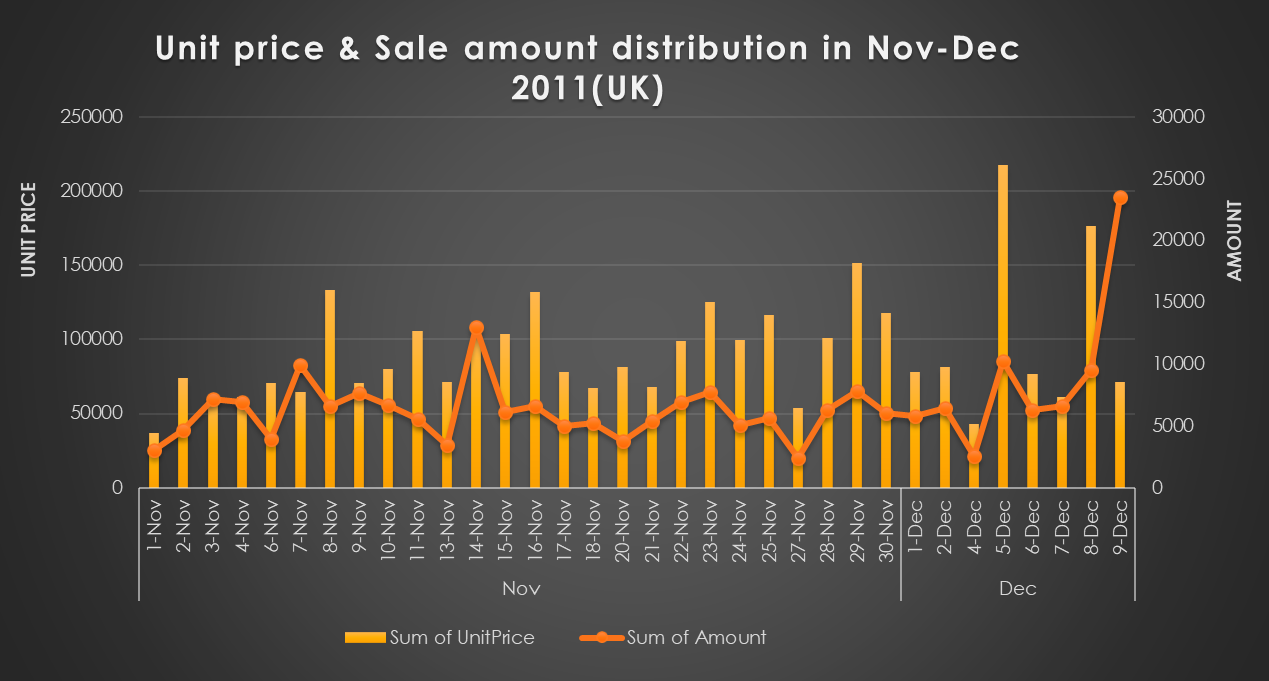 Unit price & Sale amount distribution in Nov-Dec
2011(UK)
UNIT PRICE
250000
200000
150000
100000
50000
0
AMOUNT
30000
25000
20000
15000
10000
5000
0
1-Nov
2-Nov
3-Nov
4-Nov
6-Nov
7-Nov
8-Nov
9-Nov
10-Nov
11-Nov
13-Nov
14-Nov
15-Nov
16-Nov
17-Nov
18-Nov
20-Nov
21-Nov
22-Nov
23-Nov
24-Nov
25-Nov
27-Nov
28-Nov
29-Nov
30-Nov
1-Dec
2-Dec
4-Dec
5-Dec
6-Dec
7-Dec
8-Dec
9-Dec
Nov
Dec
Sum of UnitPrice
Sum of Amount